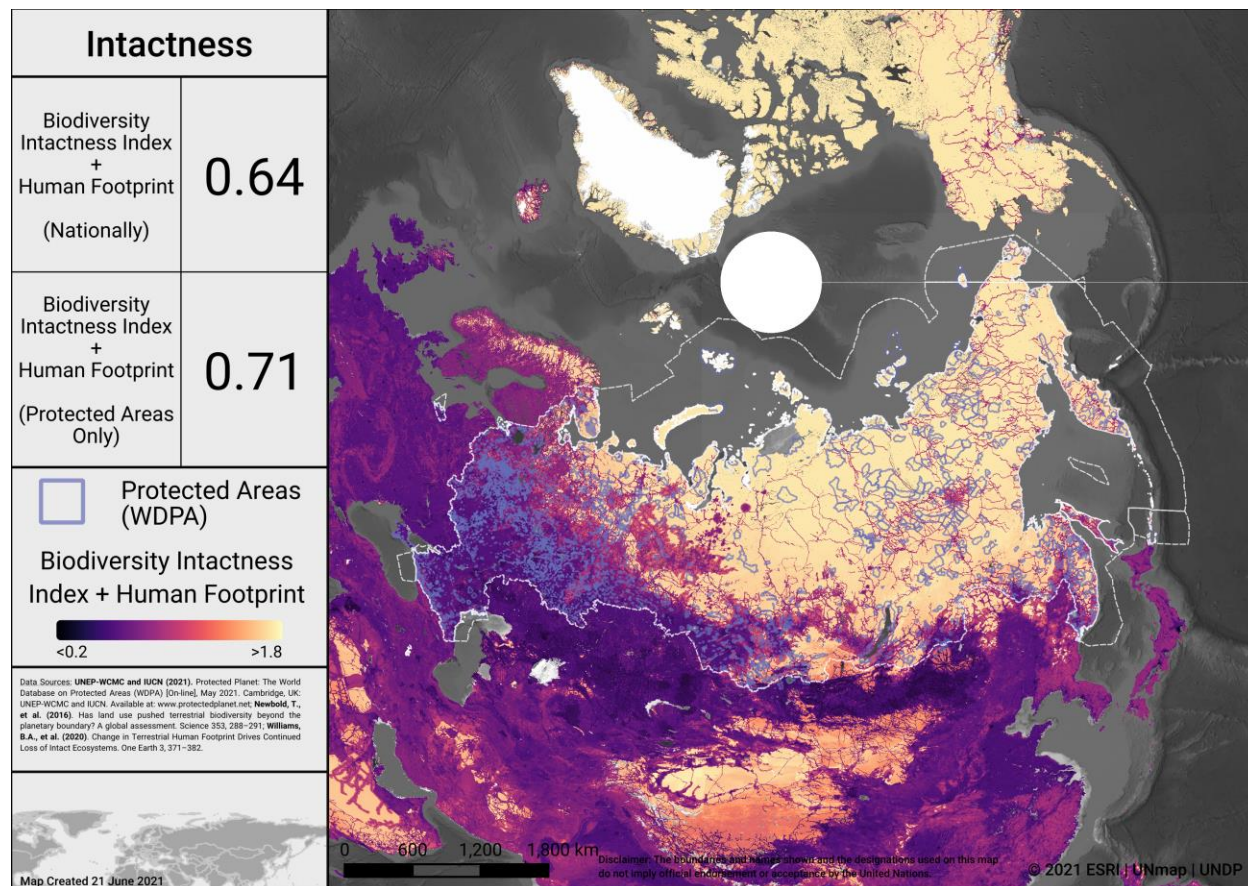 Intactness
Biodiversity
Intactness Index
+
Human Footprint
(Nationally)
0.64
Biodiversity
Intactness Index
+
Human Footprint
(Protected Areas
Only)
0.71
Protected Areas
(WDPA)
Biodiversity Intactness
Index + Human Footprint
<0.2
>1.8
Data Sources: UNEP-WCMC and IUCN (2021). Protected Planet: The World
Database on Protected Areas (WDPA) [On-line], May 2021. Cambridge, UK:
UNEP-WCMC and IUCN. Available at: www.protectedplanet.net; Newbold, T.,
et al. (2016). Has land use pushed terrestrial biodiversity beyond the
planetary boundary? A global assessment. Science 353, 288–291; Williams,
B.A., et al. (2020). Change in Terrestrial Human Footprint Drives Continued
Loss of Intact Ecosystems. One Earth 3, 371–382.
Map Created 21 June 2021
0 600 1,200 1,800 km
Disclaimer: The boundaries and names shown and the designations used on this map
do not imply official endorsement or acceptance by the United Nations.
© 2021 ESRI | UNmap | UNDP